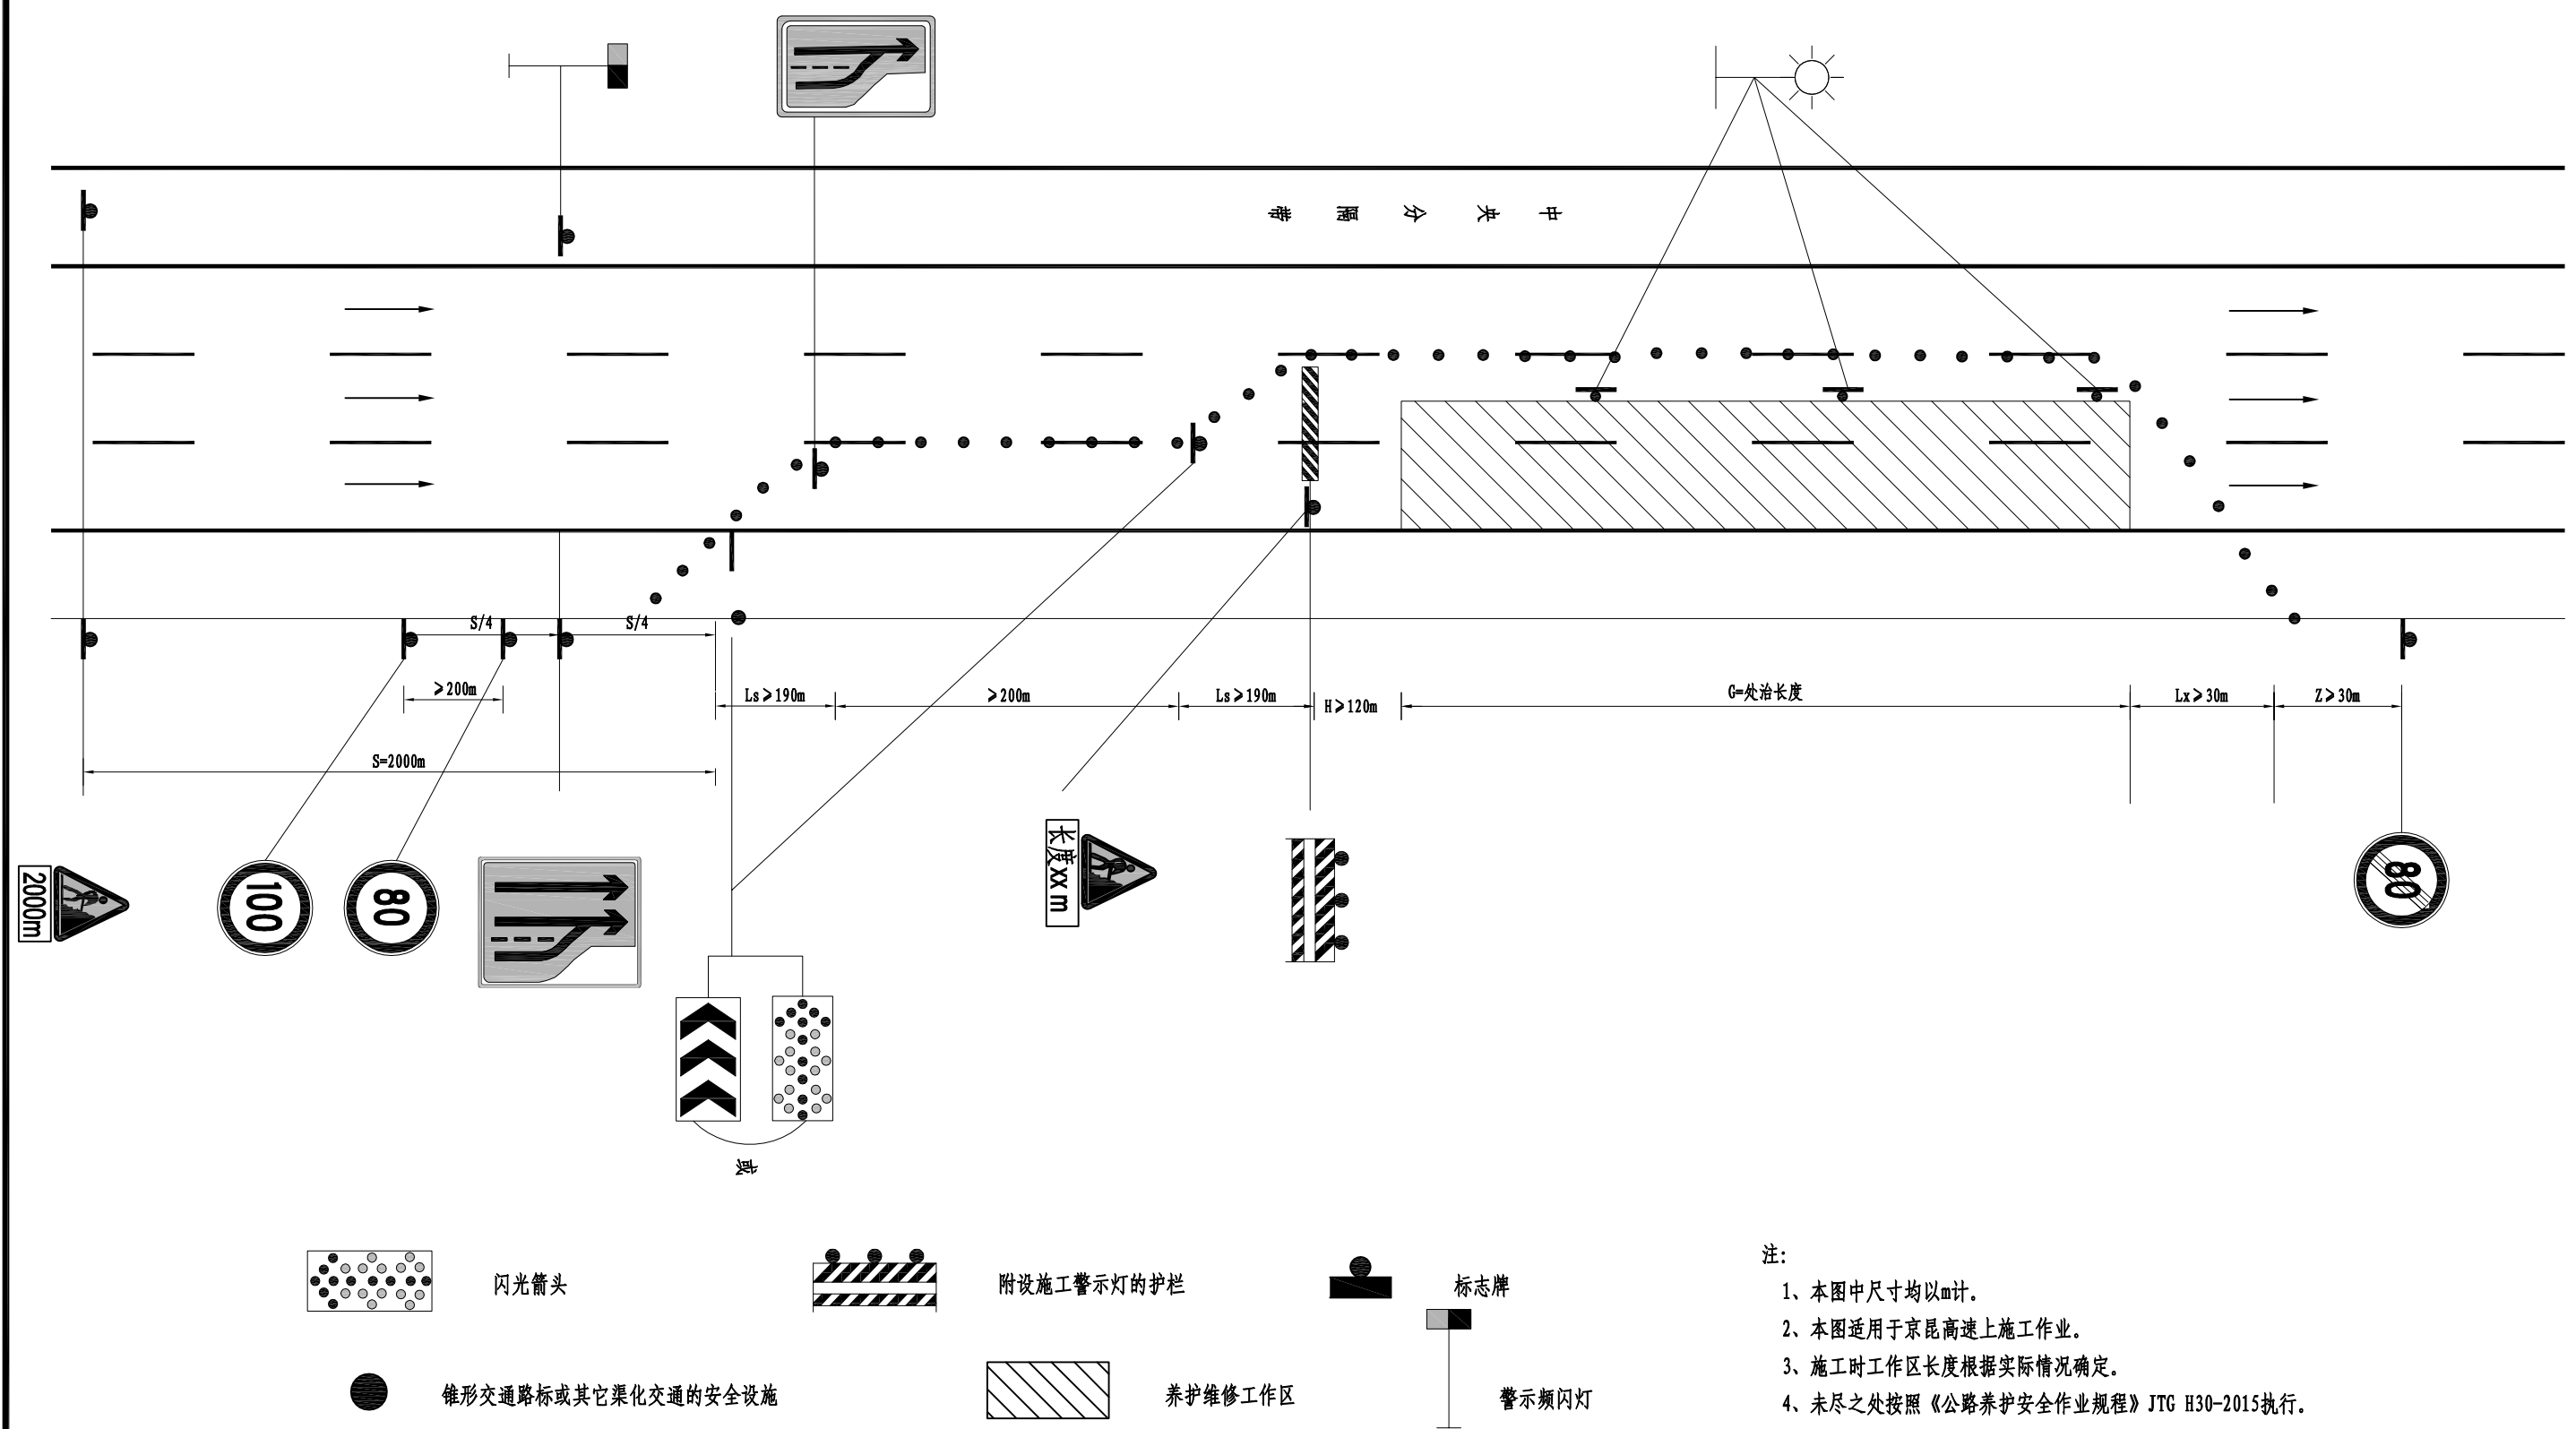 中央分隔带
S/4
S/4
≥200m
Ls≥190m
≥200m
Ls≥190m
H≥120m
G=处治长度
Lx≥30m
Z≥30m
S=2000m
2000m
100
80
长度xx m
80
或
闪光箭头
附设施工警示灯的护栏
标志牌
锥形交通路标或其它渠化交通的安全设施
养护维修工作区
警示频闪灯
注:
1、本图中尺寸均以m计。
2、本图适用于京昆高速上施工作业。
3、施工时工作区长度根据实际情况确定。
4、未尽之处按照《公路养护安全作业规程》JTG H30-2015执行。